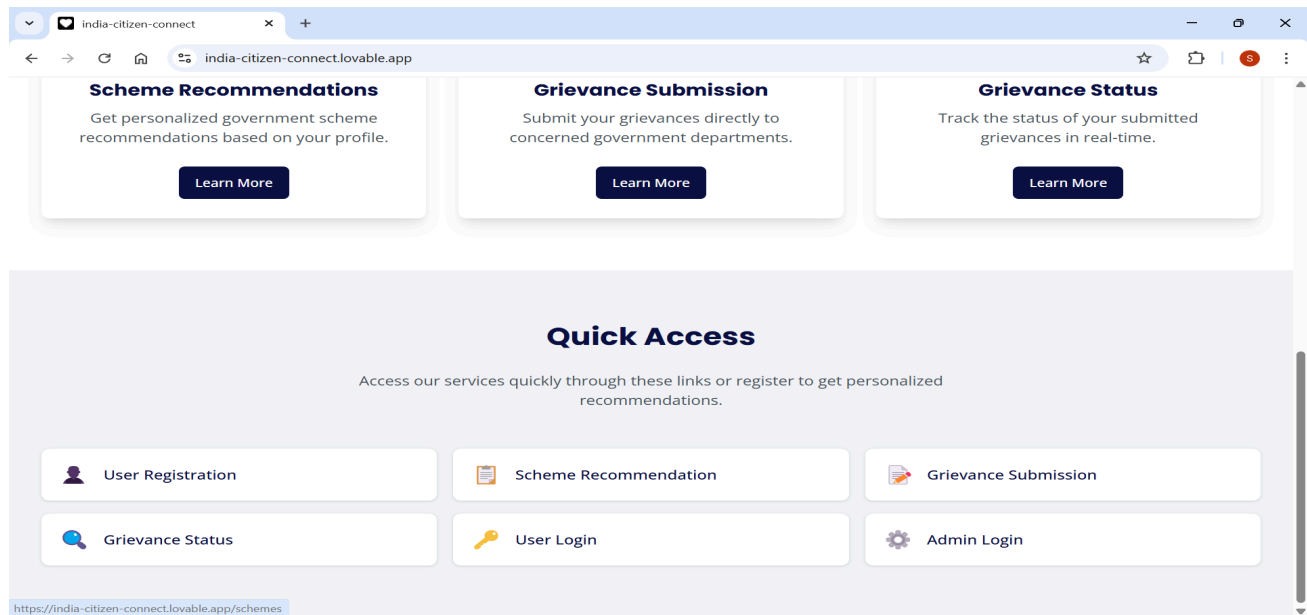 india-citizen-connect
india-citizen-connect.lovable.app
S
Scheme Recommendations
Get personalized government scheme
recommendations based on your profile.
Learn More
Grievance Submission
Submit your grievances directly to
concerned government departments.
Learn More
Grievance Status
Track the status of your submitted
grievances in real-time.
Learn More
Quick Access
Access our services quickly through these links or register to get personalized
recommendations.
User Registration
Scheme Recommendation
Grievance Submission
Grievance Status
User Login
Admin Login
https://india-citizen-connect.lovable.app/schemes